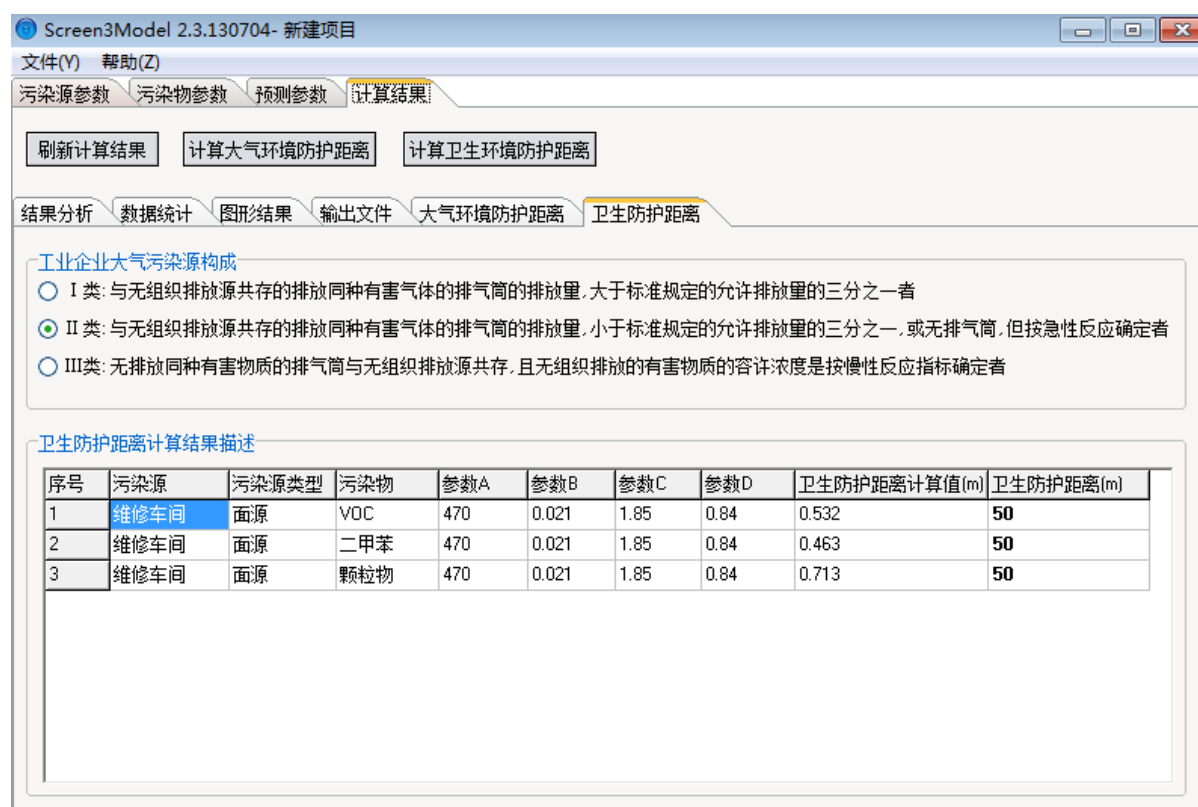 Screen3Model 2.3.130704- 新建项目
文件(Y) 帮助(Z)
污染源参数 污染物参数 预测参数 计算结果
刷新计算结果 计算大气环境防护距离 计算卫生环境防护距离
结果分析 数据统计 图形结果 输出文件 大气环境防护距离 卫生防护距离
工业企业大气污染源构成
I 类: 与无组织排放源共存的排放同种有害气体的排气筒的排放量,大于标准规定的允许排放量的三分之一者
II 类: 与无组织排放源共存的排放同种有害气体的排气筒的排放量,小于标准规定的允许排放量的三分之一,或无排气筒,但按急性反应确定者
III类: 无排放同种有害物质的排气筒与无组织排放源共存,且无组织排放的有害物质的容许浓度是按慢性反应指标确定者
卫生防护距离计算结果描述
序号 污染源 污染源类型 污染物 参数A 参数B 参数C 参数D 卫生防护距离计算值(m) 卫生防护距离(m)
1 维修车间 面源 VOC 470 0.021 1.85 0.84 0.532 50
2 维修车间 面源 二甲苯 470 0.021 1.85 0.84 0.463 50
3 维修车间 面源 颗粒物 470 0.021 1.85 0.84 0.713 50